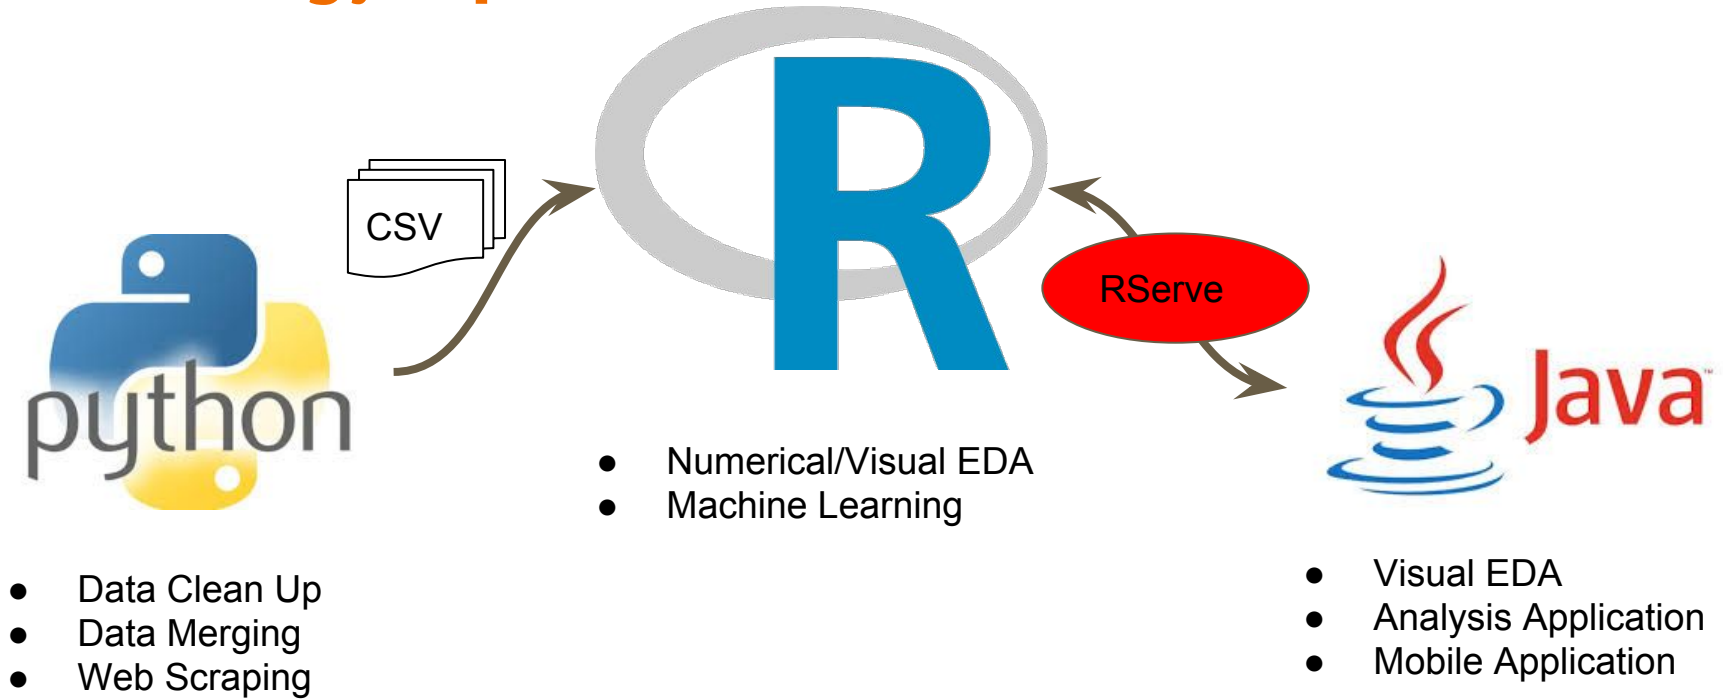 CSV
RServe
python
Java
● Numerical/Visual EDA
● Machine Learning
● Data Clean Up
● Data Merging
● Web Scraping
● Visual EDA
● Analysis Application
● Mobile Application
R